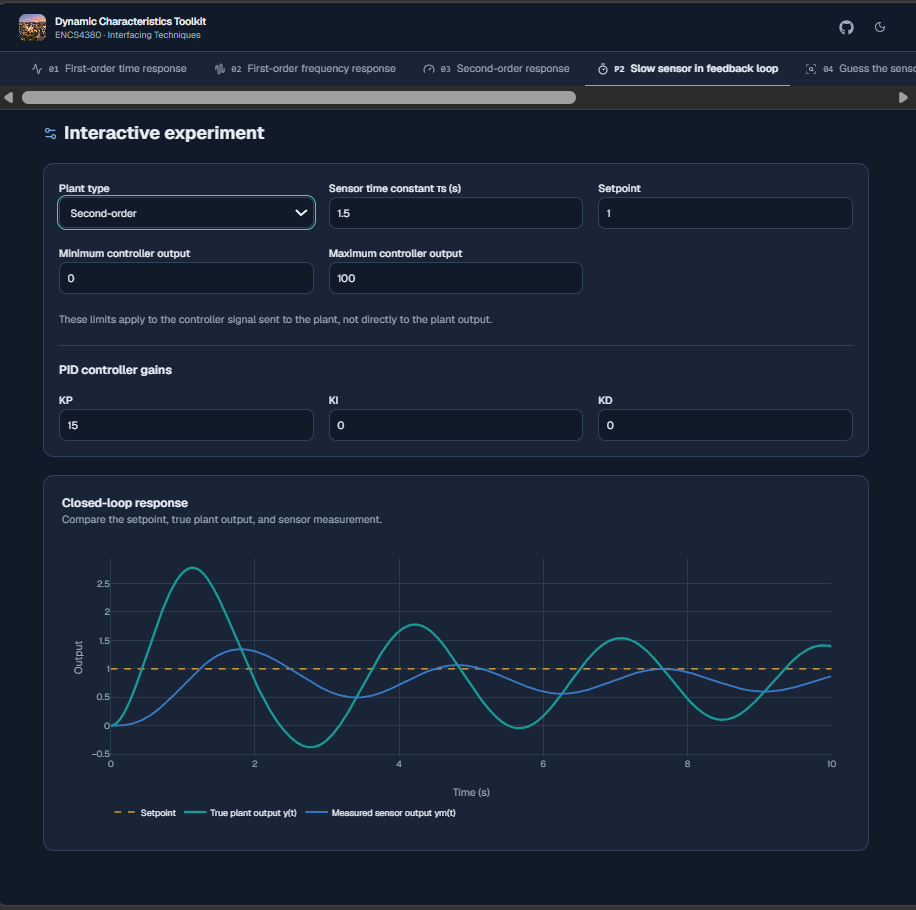 Dynamic Characteristics Toolkit
ENCS4380 · Interfacing Techniques
01 First-order time response
02 First-order frequency response
03 Second-order response
P2 Slow sensor in feedback loop
04 Guess the senso
Interactive experiment
Plant type
Sensor time constant τs (s)
Setpoint
Second-order
1.5
1
Minimum controller output
Maximum controller output
0
100
These limits apply to the controller signal sent to the plant, not directly to the plant output.
PID controller gains
KP
KI
KD
15
0
0
Closed-loop response
Compare the setpoint, true plant output, and sensor measurement.
2.5
2
1.5
1
0.5
0
−0.5
Output
0
2
4
6
8
10
Time (s)
Setpoint
True plant output y(t)
Measured sensor output ym(t)